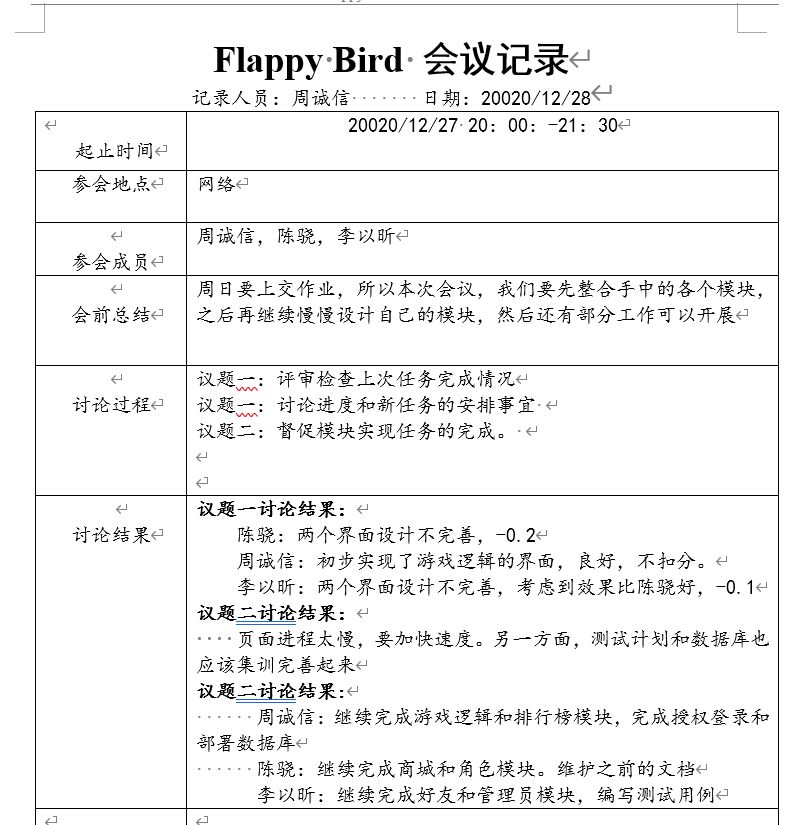 Flappy Bird 会议记录
记录人员：周诚信 日期：20020/12/28
起止时间
20020/12/27 20：00：-21：30
参会地点
网络
参会成员
周诚信，陈骁，李以昕
会前总结
周日要上交作业，所以本次会议，我们要先整合手中的各个模块，
之后再继续慢慢设计自己的模块，然后还有部分工作可以开展
讨论过程
议题一：评审检查上次任务完成情况
议题一：讨论进度和新任务的安排事宜
议题二：督促模块实现任务的完成。
讨论结果
议题一讨论结果：
陈骁：两个界面设计不完善，-0.2
周诚信：初步实现了游戏逻辑的界面，良好，不扣分。
李以昕：两个界面设计不完善，考虑到效果比陈骁好，-0.1
议题二讨论结果：
页面进程太慢，要加快速度。另一方面，测试计划和数据库也
应该集训完善起来
议题二讨论结果:
周诚信：继续完成游戏逻辑和排行榜模块，完成授权登录和
部署数据库
陈骁：继续完成商城和角色模块。维护之前的文档
李以昕：继续完成好友和管理员模块，编写测试用例